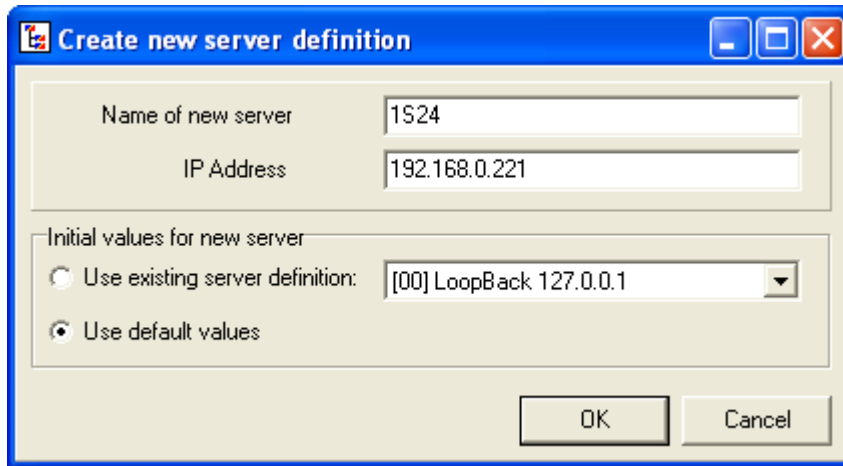 Create new server definition
Name of new server 1S24
IP Address 192.168.0.221
Initial values for new server
Use existing server definition: [00] LoopBack 127.0.0.1
Use default values
OK Cancel